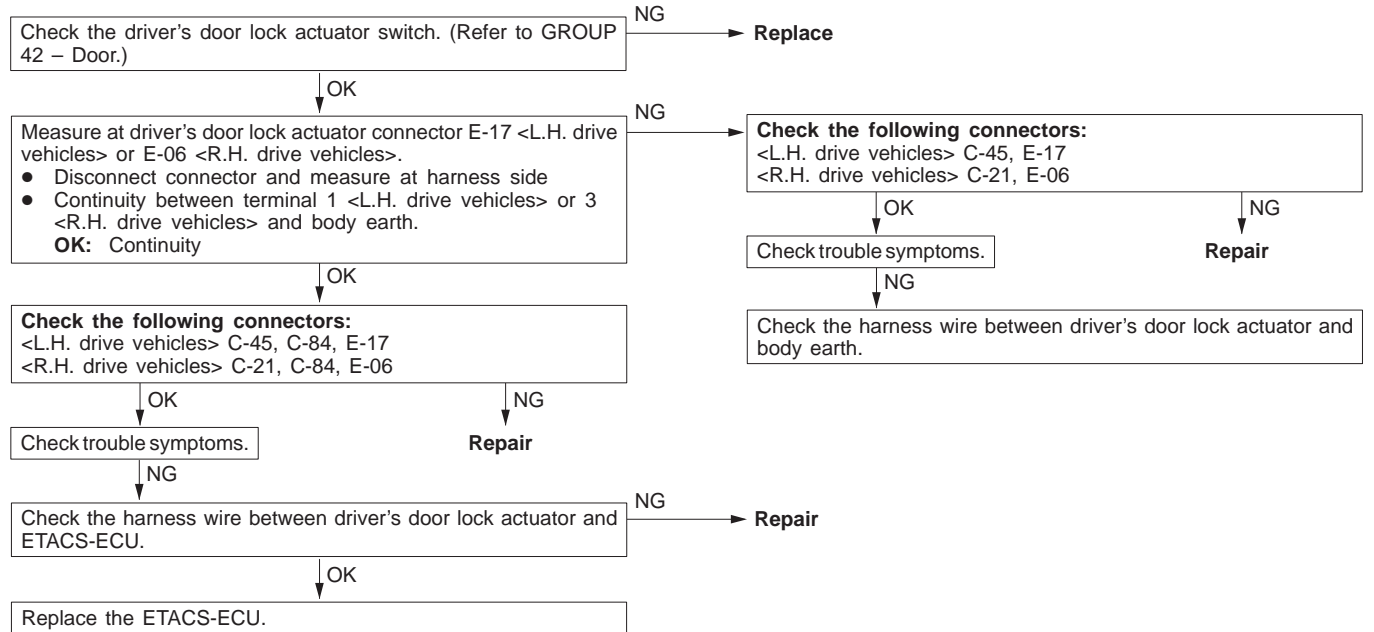 Check the driver's door lock actuator switch. (Refer to GROUP
42 – Door.)
NG
Replace
OK
Measure at driver's door lock actuator connector E-17 <L.H. drive
vehicles> or E-06 <R.H. drive vehicles>.
● Disconnect connector and measure at harness side
● Continuity between terminal 1 <L.H. drive vehicles> or 3
<R.H. drive vehicles> and body earth.
OK: Continuity
NG
Check the following connectors:
<L.H. drive vehicles> C-45, E-17
<R.H. drive vehicles> C-21, E-06
OK
NG
Check trouble symptoms.
Repair
NG
Check the harness wire between driver's door lock actuator and
body earth.
OK
Check the following connectors:
<L.H. drive vehicles> C-45, C-84, E-17
<R.H. drive vehicles> C-21, C-84, E-06
OK
NG
Check trouble symptoms.
Repair
NG
Check the harness wire between driver's door lock actuator and
ETACS-ECU.
NG
Repair
OK
Replace the ETACS-ECU.